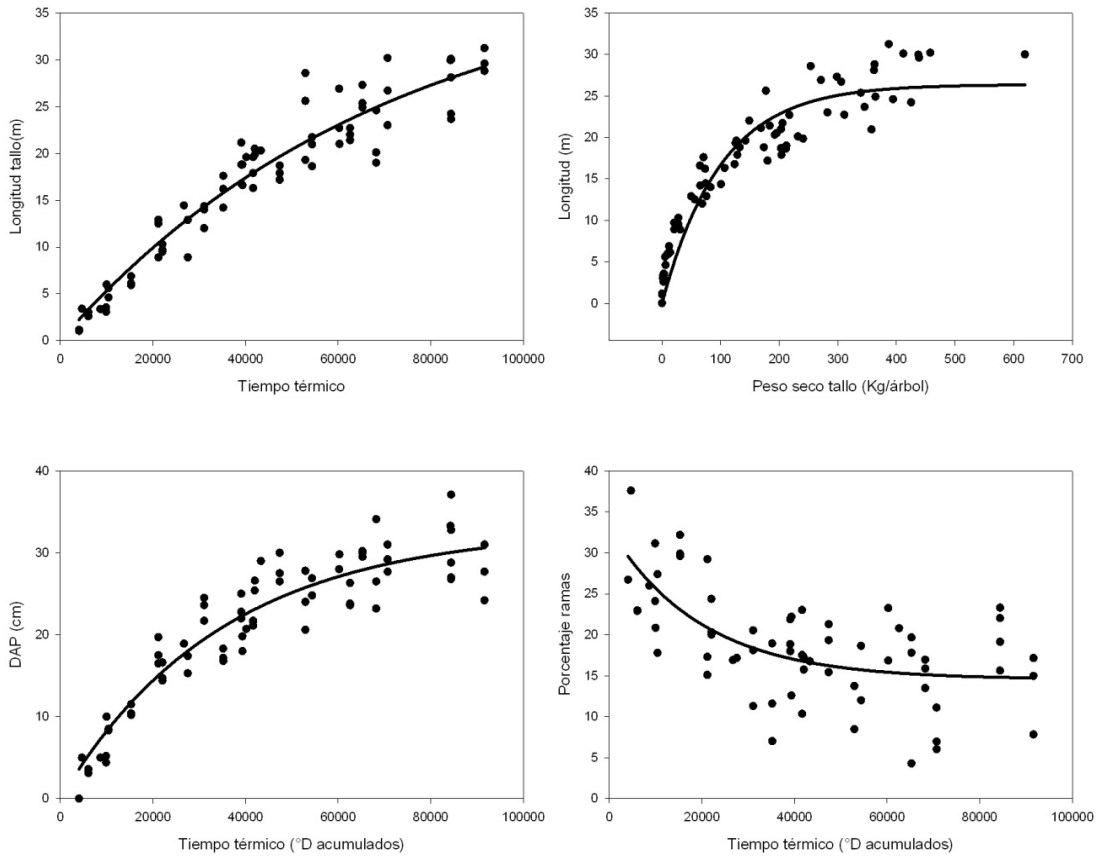 35
30
25
20
15
10
5
0
Longitud tallo(m)
0 20000 40000 60000 80000 100000
Tiempo térmico
35
30
25
20
15
10
5
0
Longitud (m)
0 100 200 300 400 500 600 700
Peso seco tallo (Kg/árbol)
40
30
20
10
0
DAP (cm)
0 20000 40000 60000 80000 100000
Tiempo térmico (°D acumulados)
40
35
30
25
20
15
10
5
0
Porcentaje ramas
0 20000 40000 60000 80000 100000
Tiempo térmico (°D acumulados)